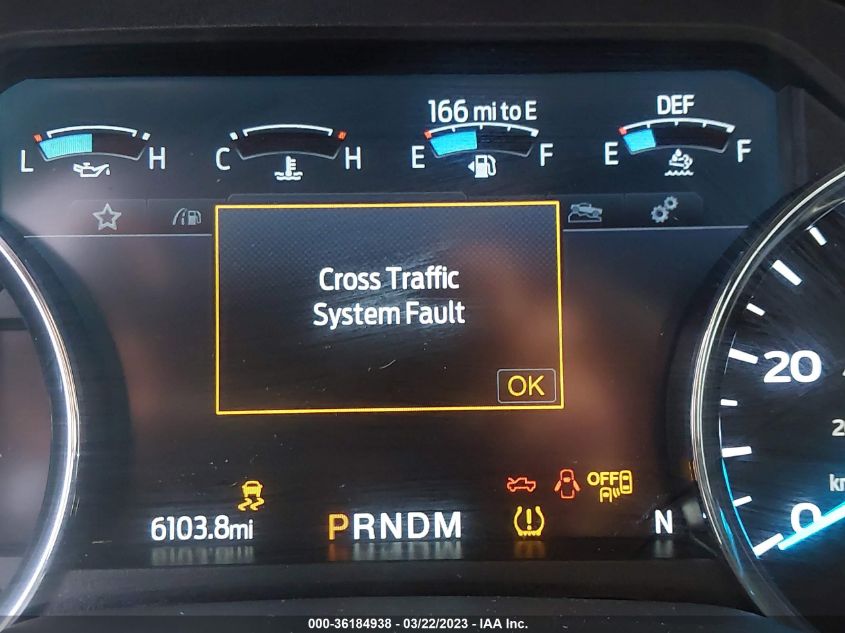 166 mi to E
DEF
L H
C H
E F
E F
Cross Traffic
System Fault
OK
20
0
OFF
6103.8mi
PRNDM
N
000-36184938 - 03/22/2023 - IAA Inc.